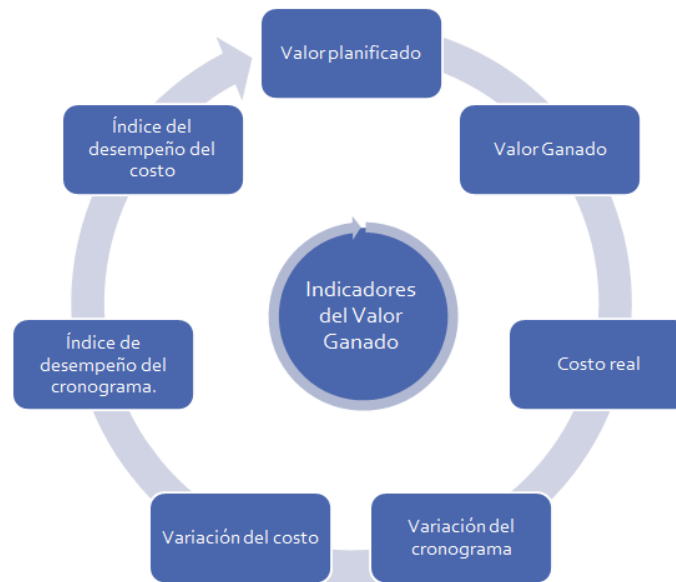 Valor planificado
Valor Ganado
Costo real
Variación del
cronograma
Variación del costo
Índice de
desempeño del
cronograma.
Índice del
desempeño del
costo
Indicadores
del Valor
Ganado